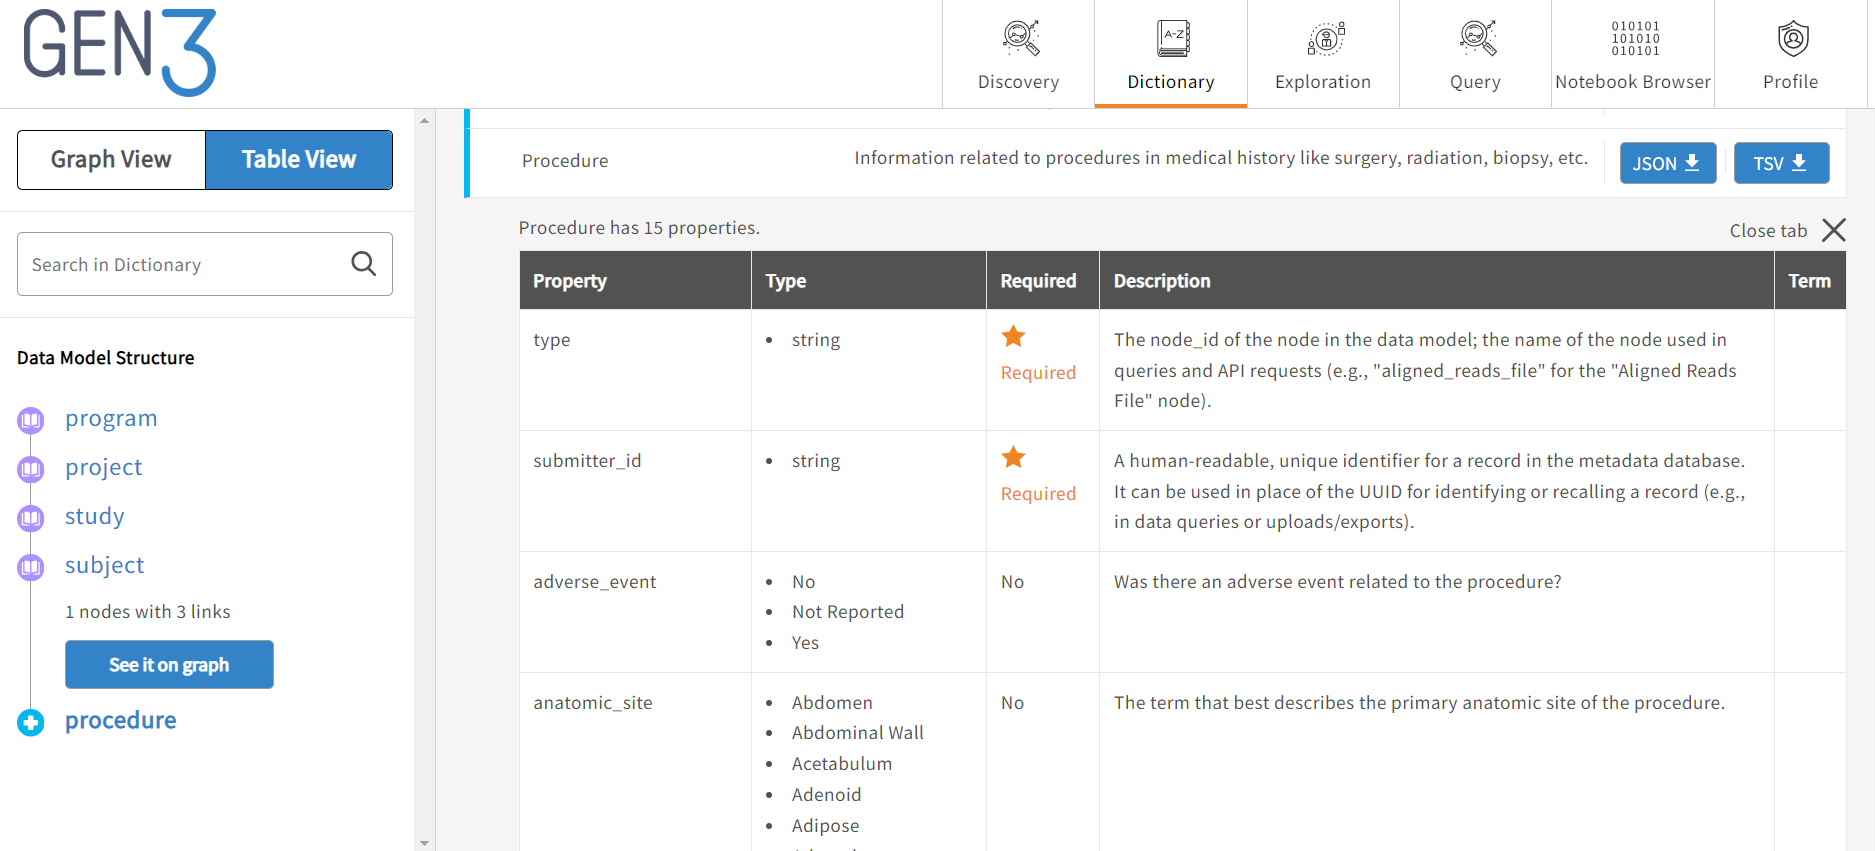 GEN3
Discovery
A-Z
Dictionary
Exploration
Query
010101
101010
010101
Notebook Browser
Profile
Graph View
Table View
Search in Dictionary
Data Model Structure
program
project
study
subject
1 nodes with 3 links
See it on graph
procedure
Procedure
Information related to procedures in medical history like surgery, radiation, biopsy, etc.
JSON
TSV
Procedure has 15 properties.
Close tab
Property
Type
Required
Description
Term
type
string
Required
The node_id of the node in the data model; the name of the node used in
queries and API requests (e.g., "aligned_reads_file" for the "Aligned Reads
File" node).
submitter_id
string
Required
A human-readable, unique identifier for a record in the metadata database.
It can be used in place of the UUID for identifying or recalling a record (e.g.,
in data queries or uploads/exports).
adverse_event
No
Not Reported
Yes
No
Was there an adverse event related to the procedure?
anatomic_site
Abdomen
Abdominal Wall
Acetabulum
Adenoid
Adipose
No
The term that best describes the primary anatomic site of the procedure.